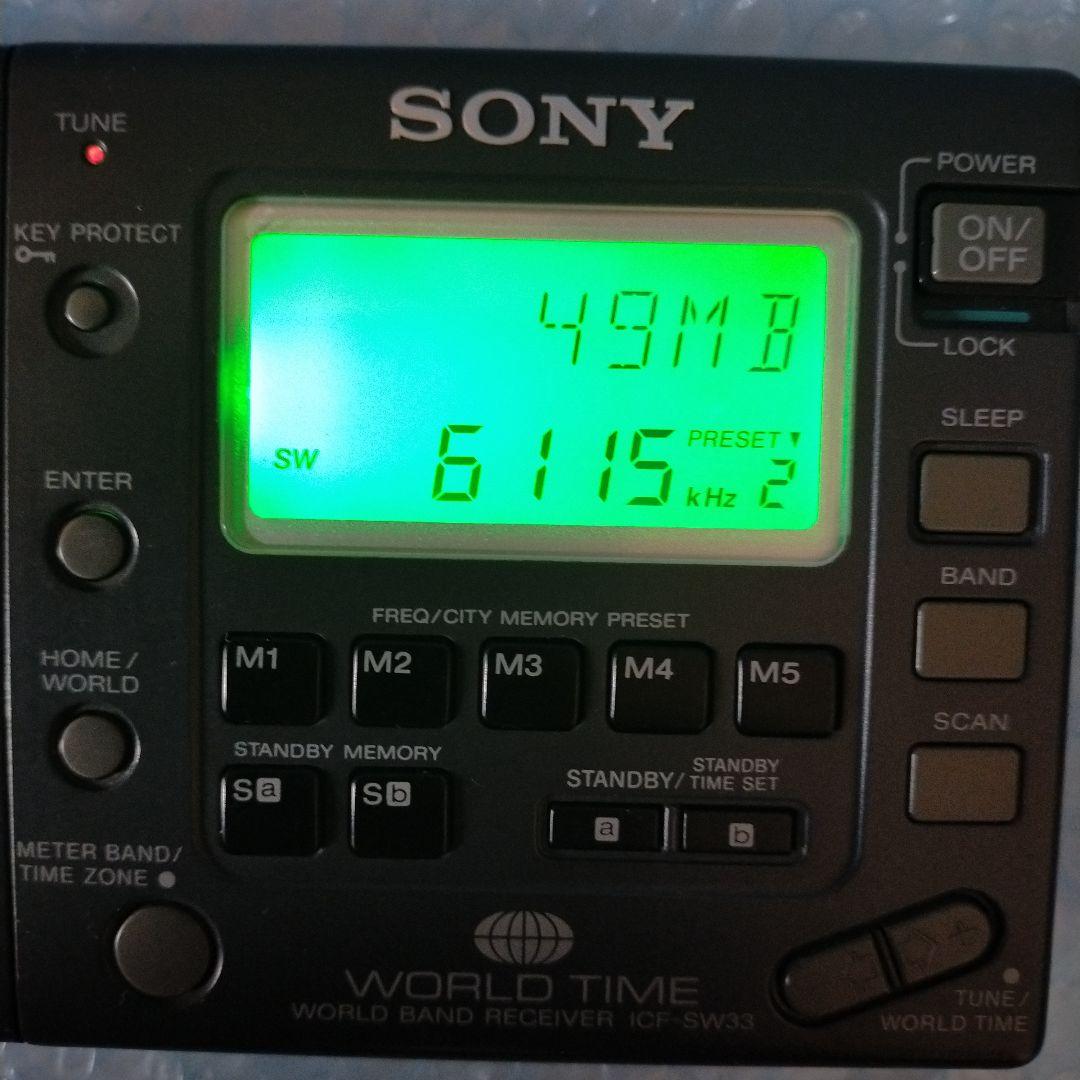 SONY
TUNE
KEY PROTECT
POWER
ON/
OFF
LOCK
49MB
SW 6115 kHz
PRESET
2
SLEEP
ENTER
BAND
FREQ/CITY MEMORY PRESET
M1 M2 M3 M4 M5
HOME/
WORLD
SCAN
STANDBY MEMORY
Sa Sb
STANDBY/
STANDBY
TIME SET
a b
METER BAND/
TIME ZONE
WORLD TIME
WORLD BAND RECEIVER ICF-SW33
TUNE/
WORLD TIME